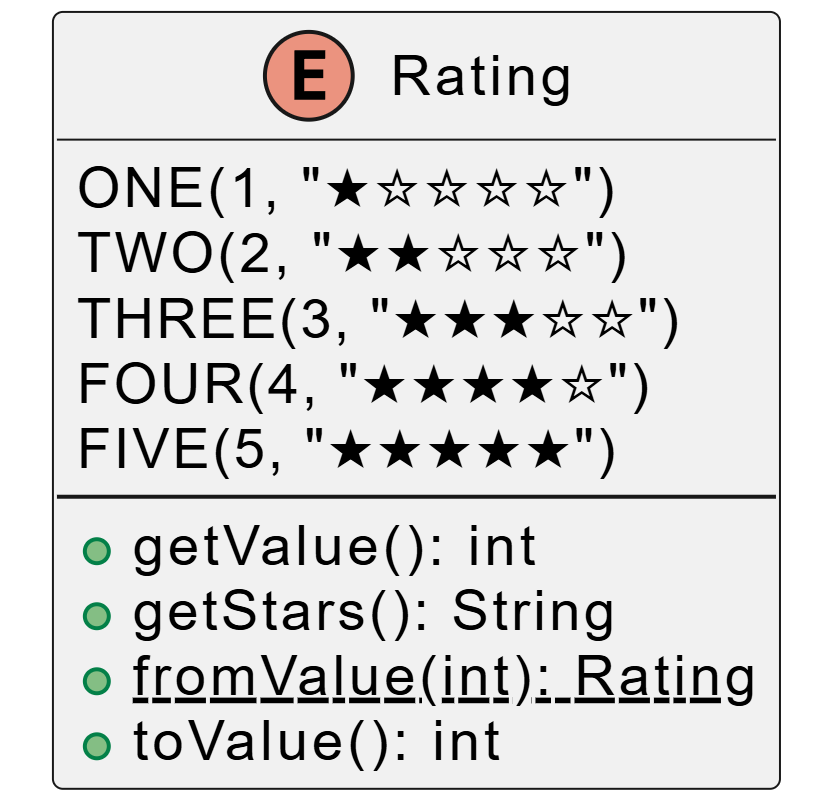 E Rating
ONE(1, "★☆☆☆☆")
TWO(2, "★★☆☆☆")
THREE(3, "★★★☆☆")
FOUR(4, "★★★★☆")
FIVE(5, "★★★★★")
getValue(): int
getStars(): String
fromValue(int): Rating
toValue(): int